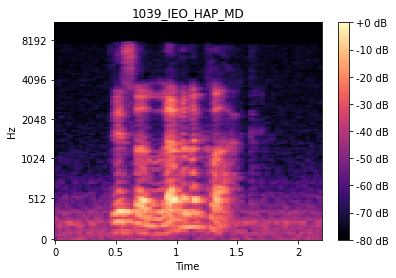 1039_IEO_HAP_MD
+0 dB
8192
-10 dB
4096
-20 dB
-30 dB
2048
-40 dB
Hz
1024
-50 dB
512
-60 dB
-70 dB
0
-80 dB
0 0.5 1 1.5 2
Time